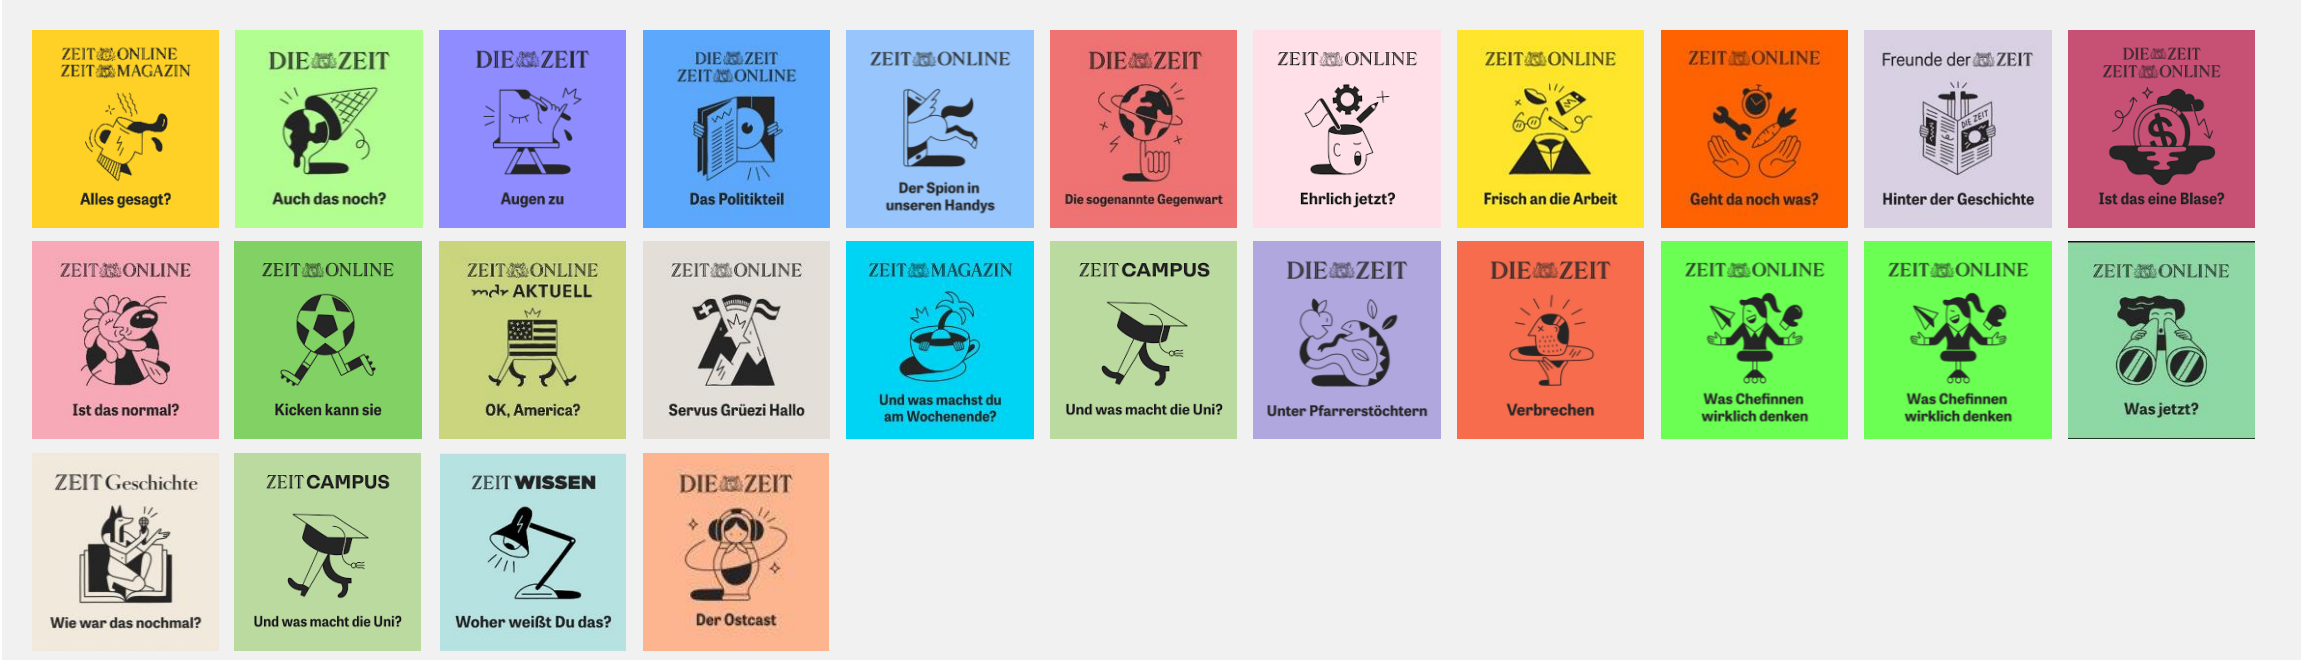 ZEIT ONLINE
ZEIT MAGAZIN
Alles gesagt?
DIE ZEIT
Auch das noch?
DIE ZEIT
Augen zu
DIE ZEIT
ZEIT ONLINE
Das Politikteil
ZEIT ONLINE
Der Spion in
unseren Handys
DIE ZEIT
Die sogenannte Gegenwart
ZEIT ONLINE
Ehrlich jetzt?
ZEIT ONLINE
Frisch an die Arbeit
ZEIT ONLINE
Geht da noch was?
Freunde der ZEIT
DIE ZEIT
Hinter der Geschichte
DIE ZEIT
ZEIT ONLINE
$
Ist das eine Blase?
ZEIT ONLINE
Ist das normal?
ZEIT ONLINE
Kicken kann sie
ZEIT ONLINE
mdr AKTUELL
OK, America?
ZEIT ONLINE
Servus Grüezi Hallo
ZEIT MAGAZIN
Und was machst du
am Wochenende?
ZEIT CAMPUS
Und was macht die Uni?
DIE ZEIT
Unter Pfarrerstöchtern
DIE ZEIT
Verbrechen
ZEIT ONLINE
Was Chefinnen
wirklich denken
ZEIT ONLINE
Was Chefinnen
wirklich denken
ZEIT ONLINE
Was jetzt?
ZEIT Geschichte
Wie war das nochmal?
ZEIT CAMPUS
Und was macht die Uni?
ZEIT WISSEN
Woher weißt Du das?
DIE ZEIT
Der Ostcast